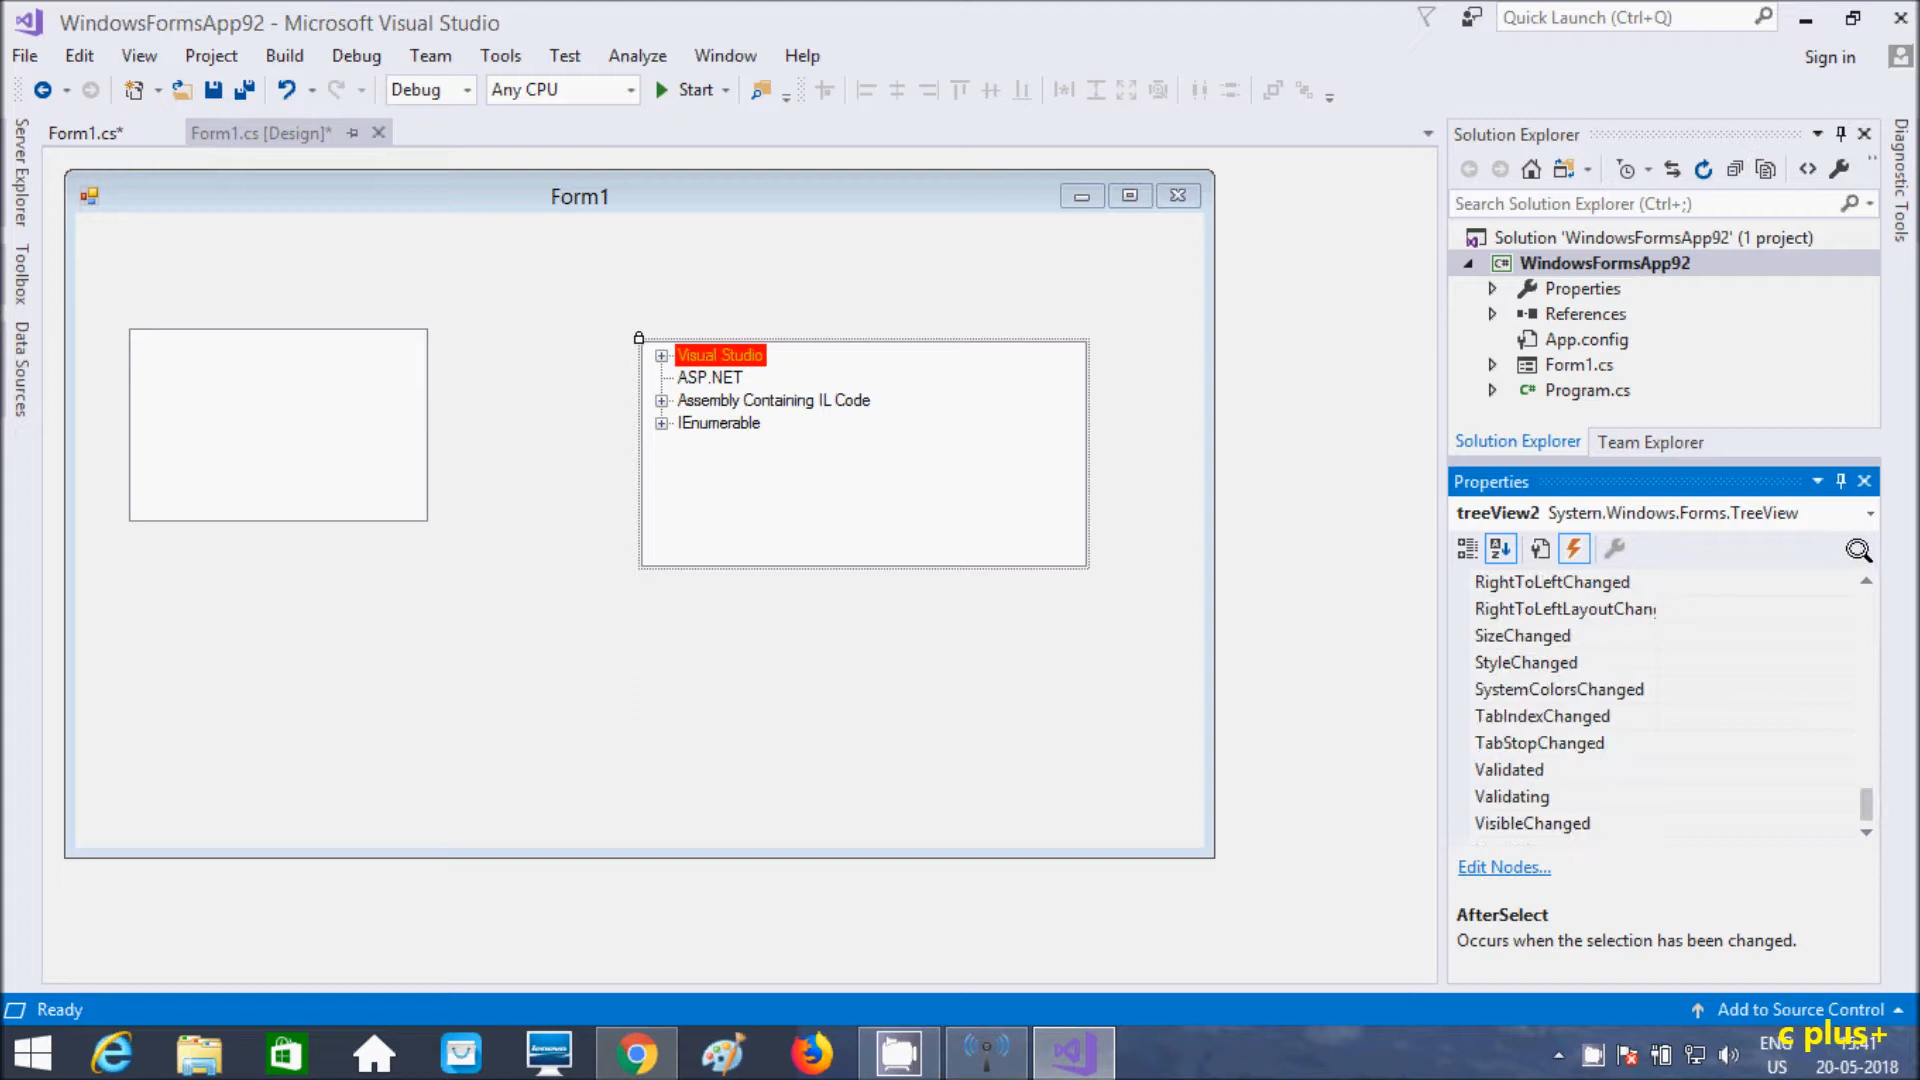 WindowsFormsApp92 - Microsoft Visual Studio
Quick Launch (Ctrl+Q)
File Edit View Project Build Debug Team Tools Test Analyze Window Help
Sign in
Debug
Any CPU
Start
Form1.cs*
Form1.cs [Design]*
Server Explorer
Toolbox
Data Sources
Form1
Visual Studio
ASP.NET
Assembly Containing IL Code
IEnumerable
Solution Explorer
Search Solution Explorer (Ctrl+;)
Solution 'WindowsFormsApp92' (1 project)
C# WindowsFormsApp92
Properties
References
App.config
Form1.cs
C# Program.cs
Solution Explorer
Team Explorer
Diagnostic Tools
Properties
treeView2 System.Windows.Forms.TreeView
RightToLeftChanged
RightToLeftLayoutChang
SizeChanged
StyleChanged
SystemColorsChanged
TabIndexChanged
TabStopChanged
Validated
Validating
VisibleChanged
Edit Nodes...
AfterSelect
Occurs when the selection has been changed.
Ready
Add to Source Control
c plus+
ENG
US
20-05-2018